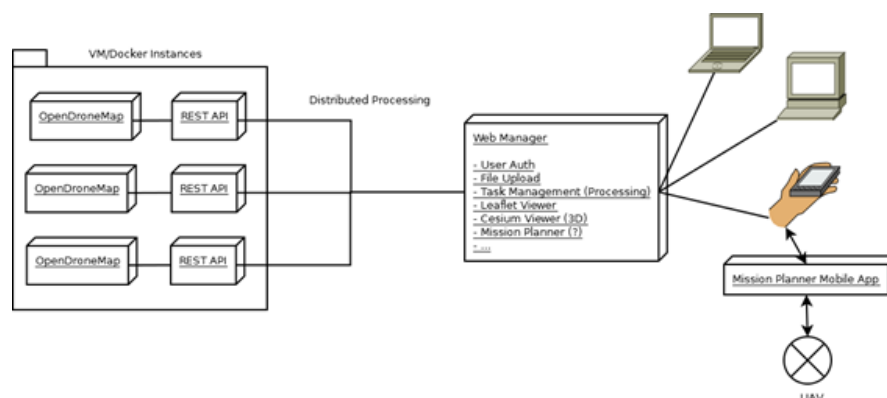 VM/Docker Instances
OpenDroneMap
REST API
OpenDroneMap
REST API
OpenDroneMap
REST API
Distributed Processing
Web Manager
- User Auth
- File Upload
- Task Management (Processing)
- Leaflet Viewer
- Cesium Viewer (3D)
- Mission Planner (?)
- ...
Mission Planner Mobile App
UAV